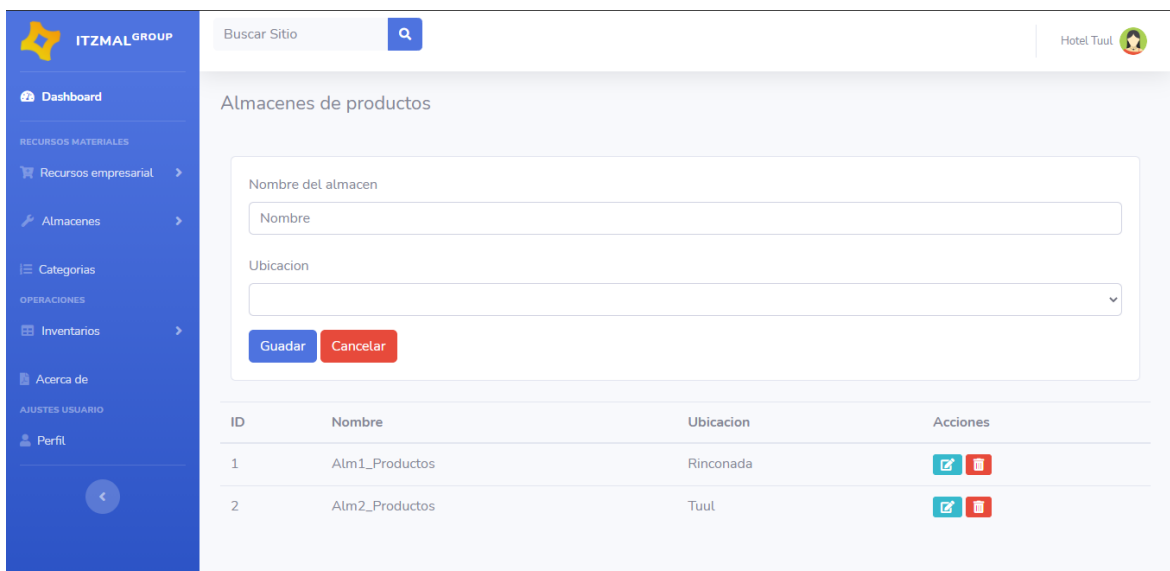 ITZMAL GROUP
Buscar Sitio
Hotel Tuul
Dashboard
RECURSOS MATERIALES
Recursos empresarial
Almacenes
Categorias
OPERACIONES
Inventarios
Acerca de
AJUSTES USUARIO
Perfil
Almacenes de productos
Nombre del almacen
Nombre
Ubicacion
Guadar Cancelar
ID Nombre Ubicacion Acciones
1 Alm1_Productos Rinconada
2 Alm2_Productos Tuul